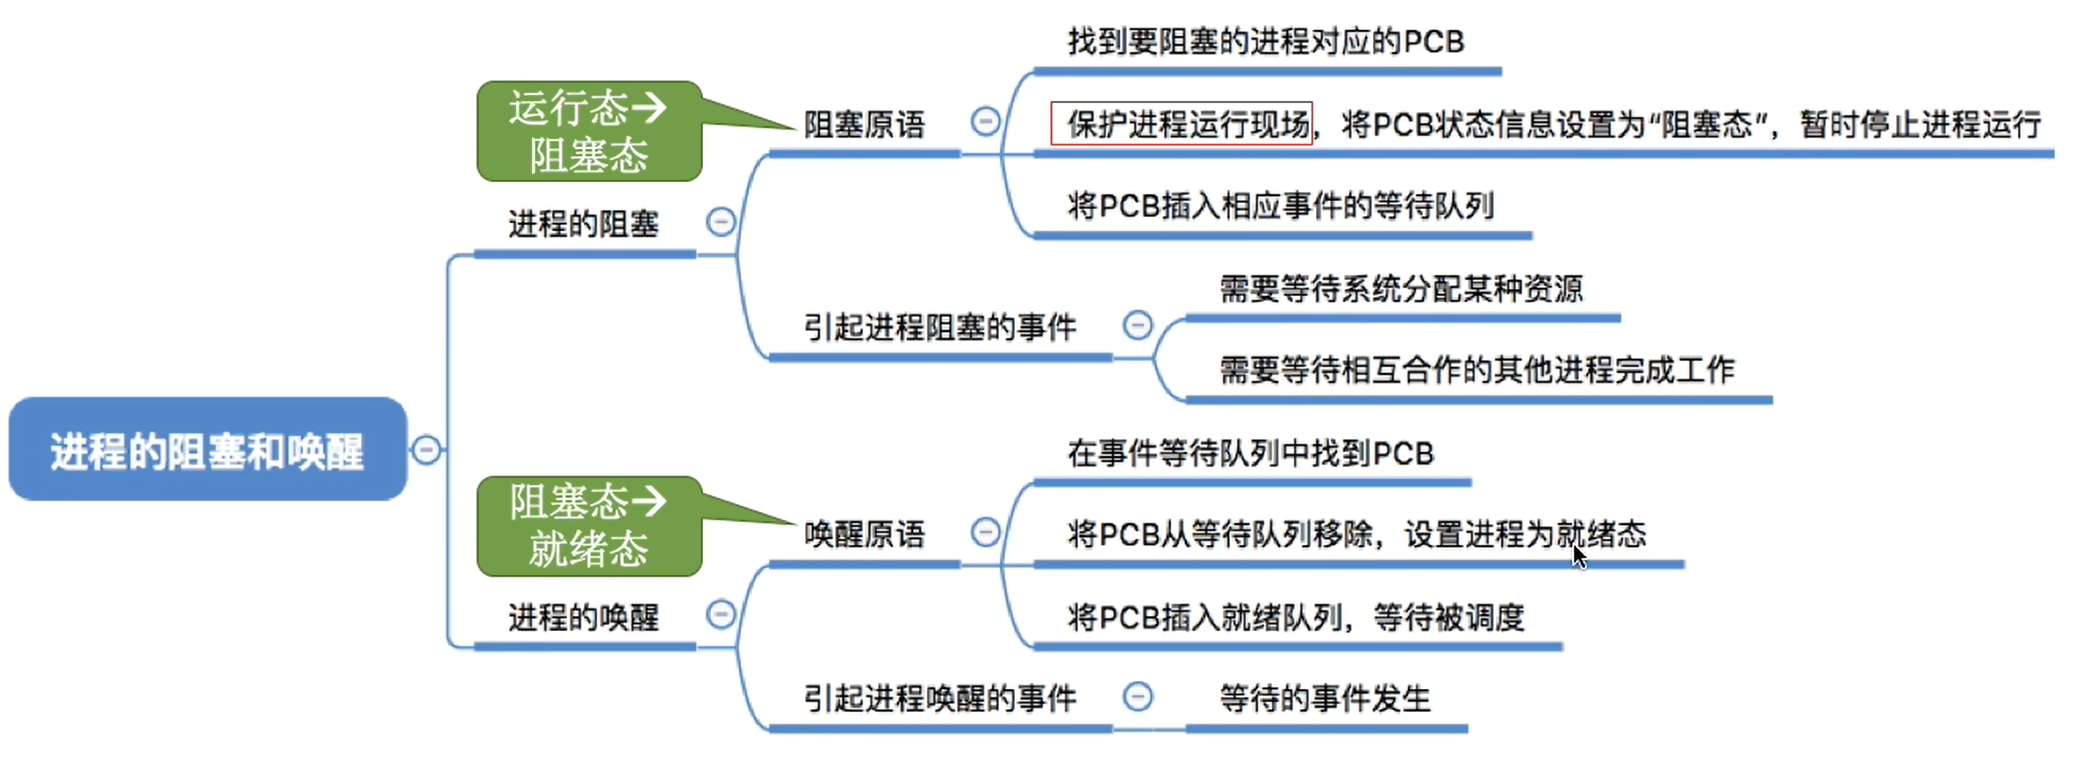 找到要阻塞的进程对应的PCB
运行态→
阻塞态
阻塞原语
保护进程运行现场，将PCB状态信息设置为“阻塞态”，暂时停止进程运行
将PCB插入相应事件的等待队列
进程的阻塞
需要等待系统分配某种资源
引起进程阻塞的事件
需要等待相互合作的其他进程完成工作
进程的阻塞和唤醒
在事件等待队列中找到PCB
阻塞态→
就绪态
唤醒原语
将PCB从等待队列移除，设置进程为就绪态
将PCB插入就绪队列，等待被调度
进程的唤醒
引起进程唤醒的事件
等待的事件发生